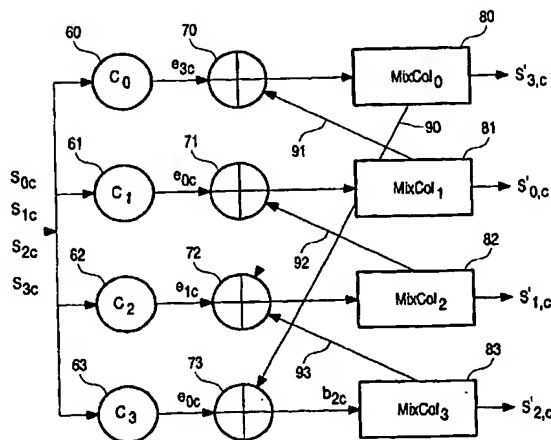 60
70
80
C₀
e₃c
MixCol₀
S'₃,c
91
90
61
71
81
S₀c
S₁c
S₂c
S₃c
C₁
e₀c
MixCol₁
S'₀,c
62
72
92
82
C₂
e₁c
MixCol₂
S'₁,c
63
73
93
83
C₃
e₀c
b₂c
MixCol₃
S'₂,c